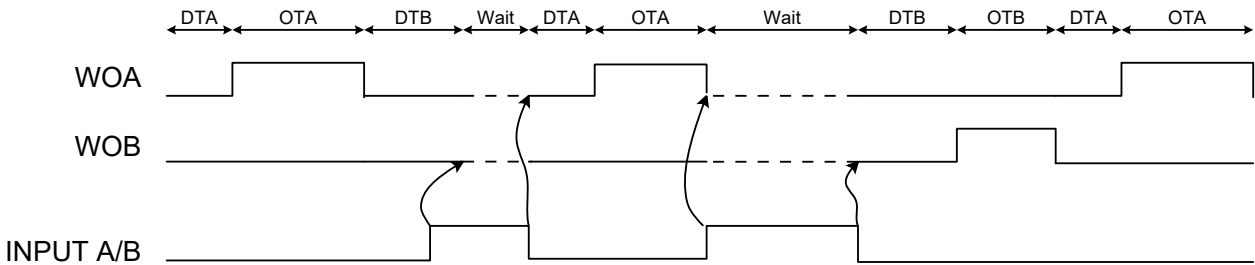 DTA OTA DTB Wait DTA OTA Wait DTB OTB DTA OTA
WOA
WOB
INPUT A/B